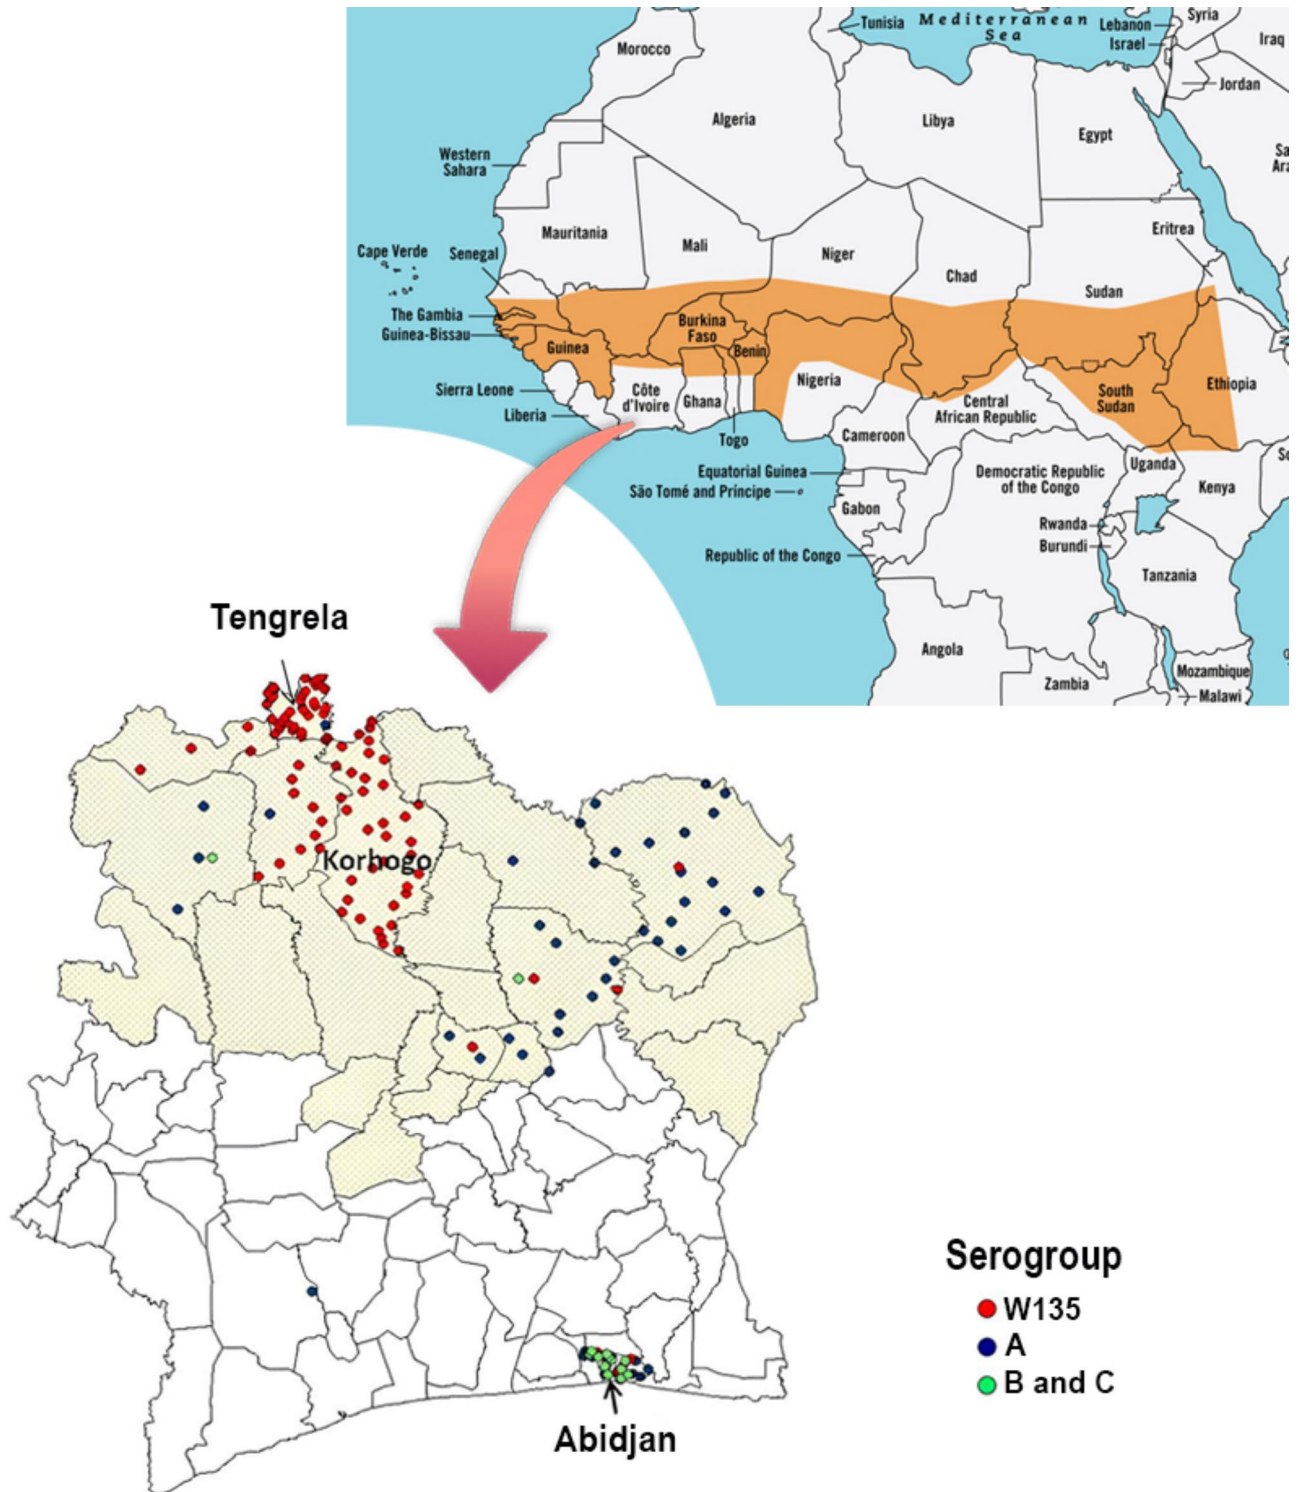 Tunisia
Mediterranean
Sea
Lebanon
Syria
Israel
Iraq
Morocco
Jordan
Algeria
Libya
Egypt
Western
Sahara
Sa
Ara
Mauritania
Mali
Niger
Chad
Sudan
Eritrea
Cape Verde
Senegal
The Gambia
Guinea-Bissau
Guinea
Burkina
Faso
Benin
Nigeria
Sierra Leone
Liberia
Côte
d'Ivoire
Ghana
Togo
Cameroon
Central
African Republic
South
Sudan
Ethiopia
Equatorial Guinea
São Tomé and Príncipe
Gabon
Republic of the Congo
Democratic Republic
of the Congo
Uganda
Kenya
So
Rwanda
Burundi
Tanzania
Angola
Zambia
Mozambique
Malawi
Tengrela
Korhogo
Abidjan
Serogroup
W135
A
B and C